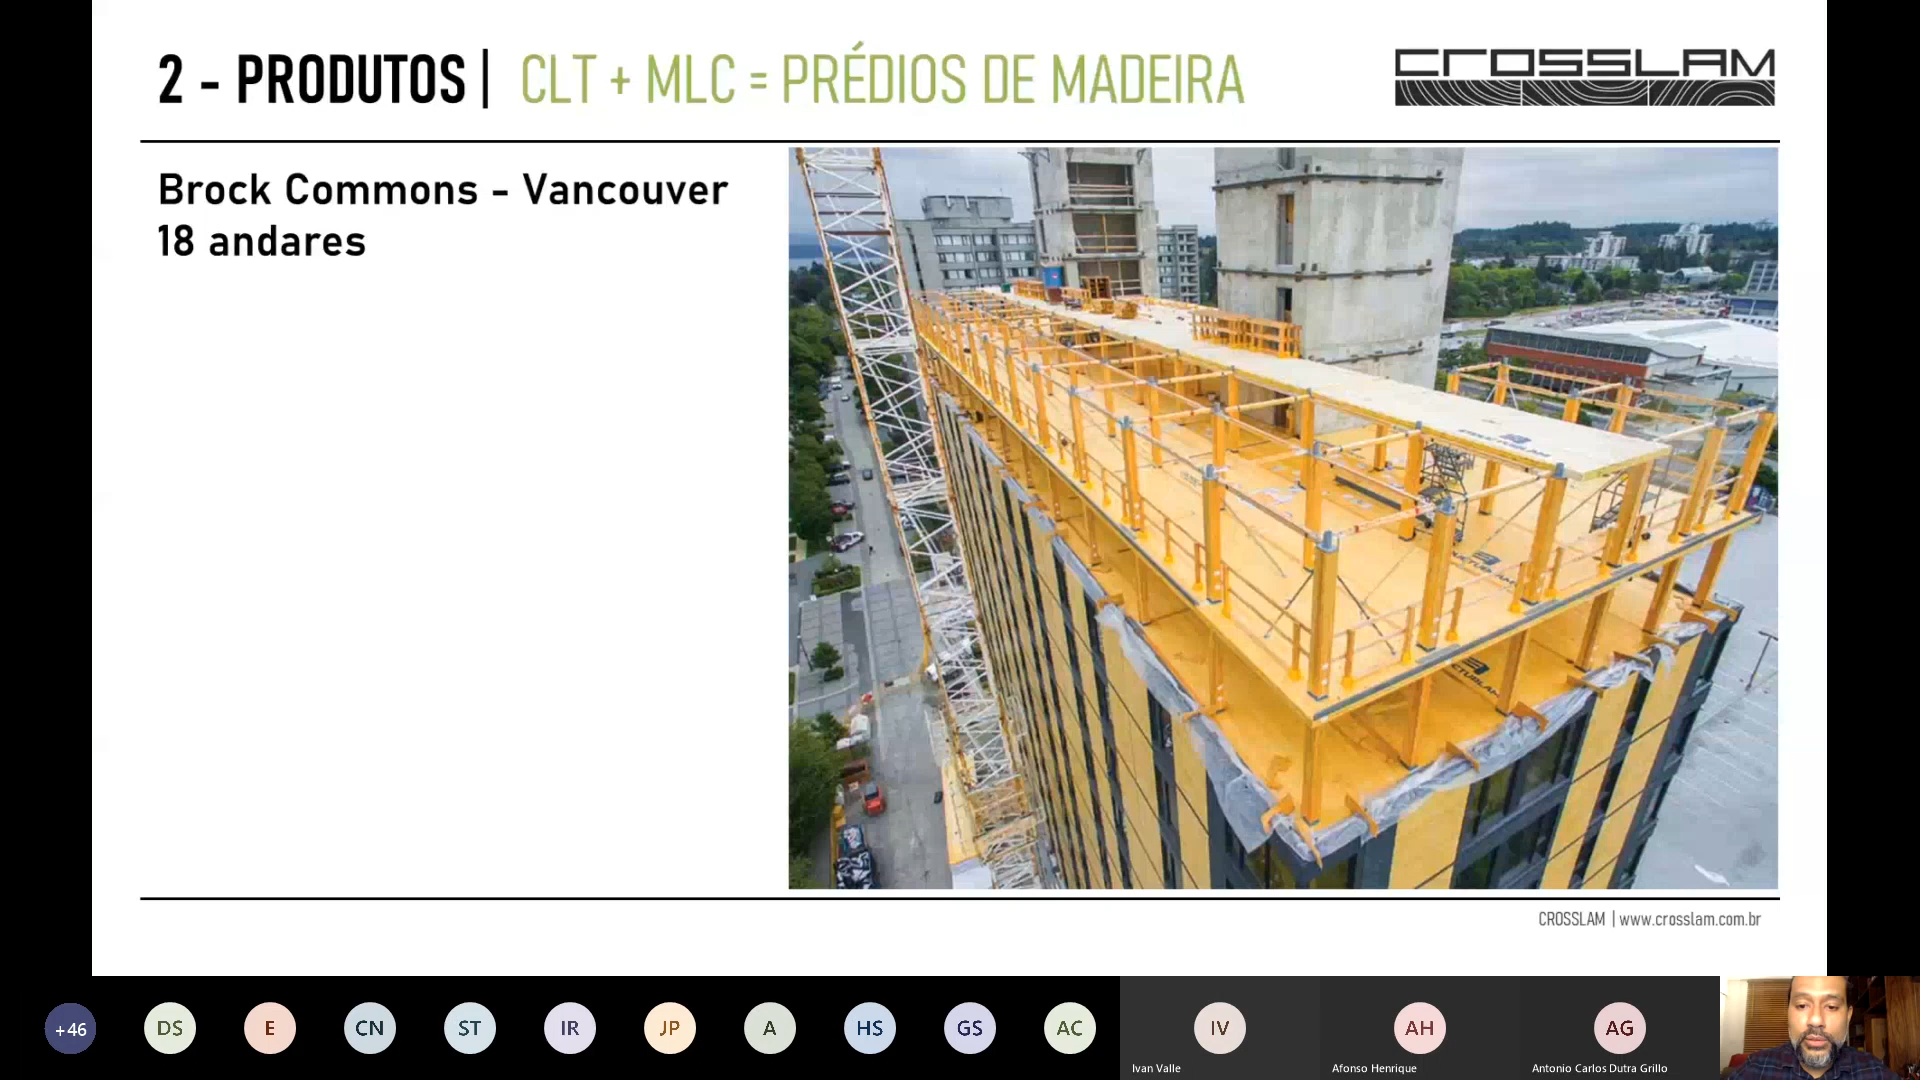 2 - PRODUTOS | CLT + MLC = PRÉDIOS DE MADEIRA
CROSSLAM
Brock Commons - Vancouver
18 andares
CROSSLAM | www.crosslam.com.br
+46
DS
E
CN
ST
IR
JP
A
HS
GS
AC
IV
AH
AG
Ivan Valle
Afonso Henrique
Antonio Carlos Dutra Grillo